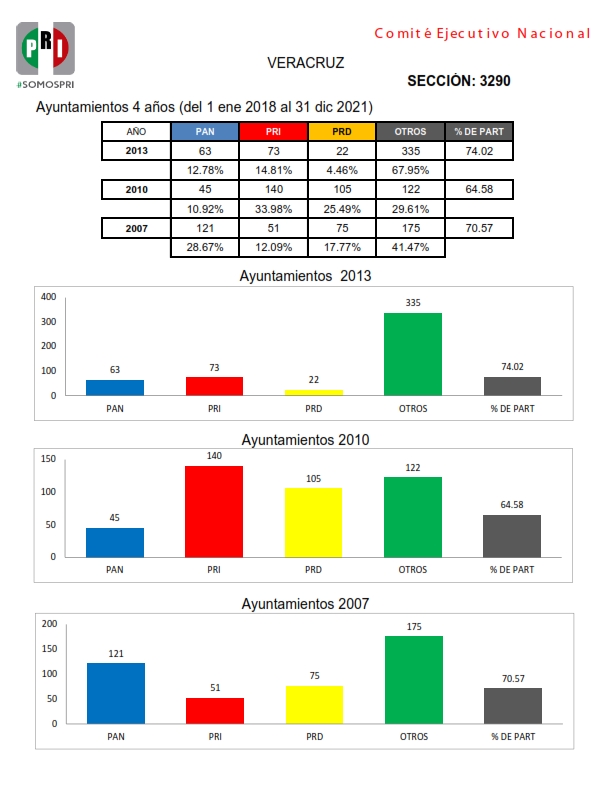 Comité Ejecutivo Nacional
PRI
#SOMOSPRI
VERACRUZ
SECCIÓN: 3290
Ayuntamientos 4 años (del 1 ene 2018 al 31 dic 2021)
AÑO PAN PRI PRD OTROS % DE PART
2013 63 73 22 335 74.02
12.78% 14.81% 4.46% 67.95%
2010 45 140 105 122 64.58
10.92% 33.98% 25.49% 29.61%
2007 121 51 75 175 70.57
28.67% 12.09% 17.77% 41.47%
Ayuntamientos 2013
400
300
200
100
0
63 73 22 335 74.02
PAN PRI PRD OTROS % DE PART
Ayuntamientos 2010
150
100
50
0
45 140 105 122 64.58
PAN PRI PRD OTROS % DE PART
Ayuntamientos 2007
200
150
100
50
0
121 51 75 175 70.57
PAN PRI PRD OTROS % DE PART